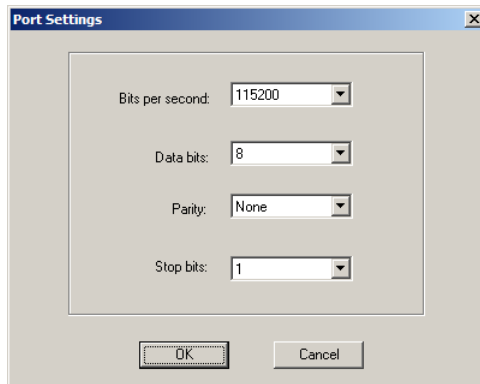 Port Settings
Bits per second: 115200
Data bits: 8
Parity: None
Stop bits: 1
OK Cancel